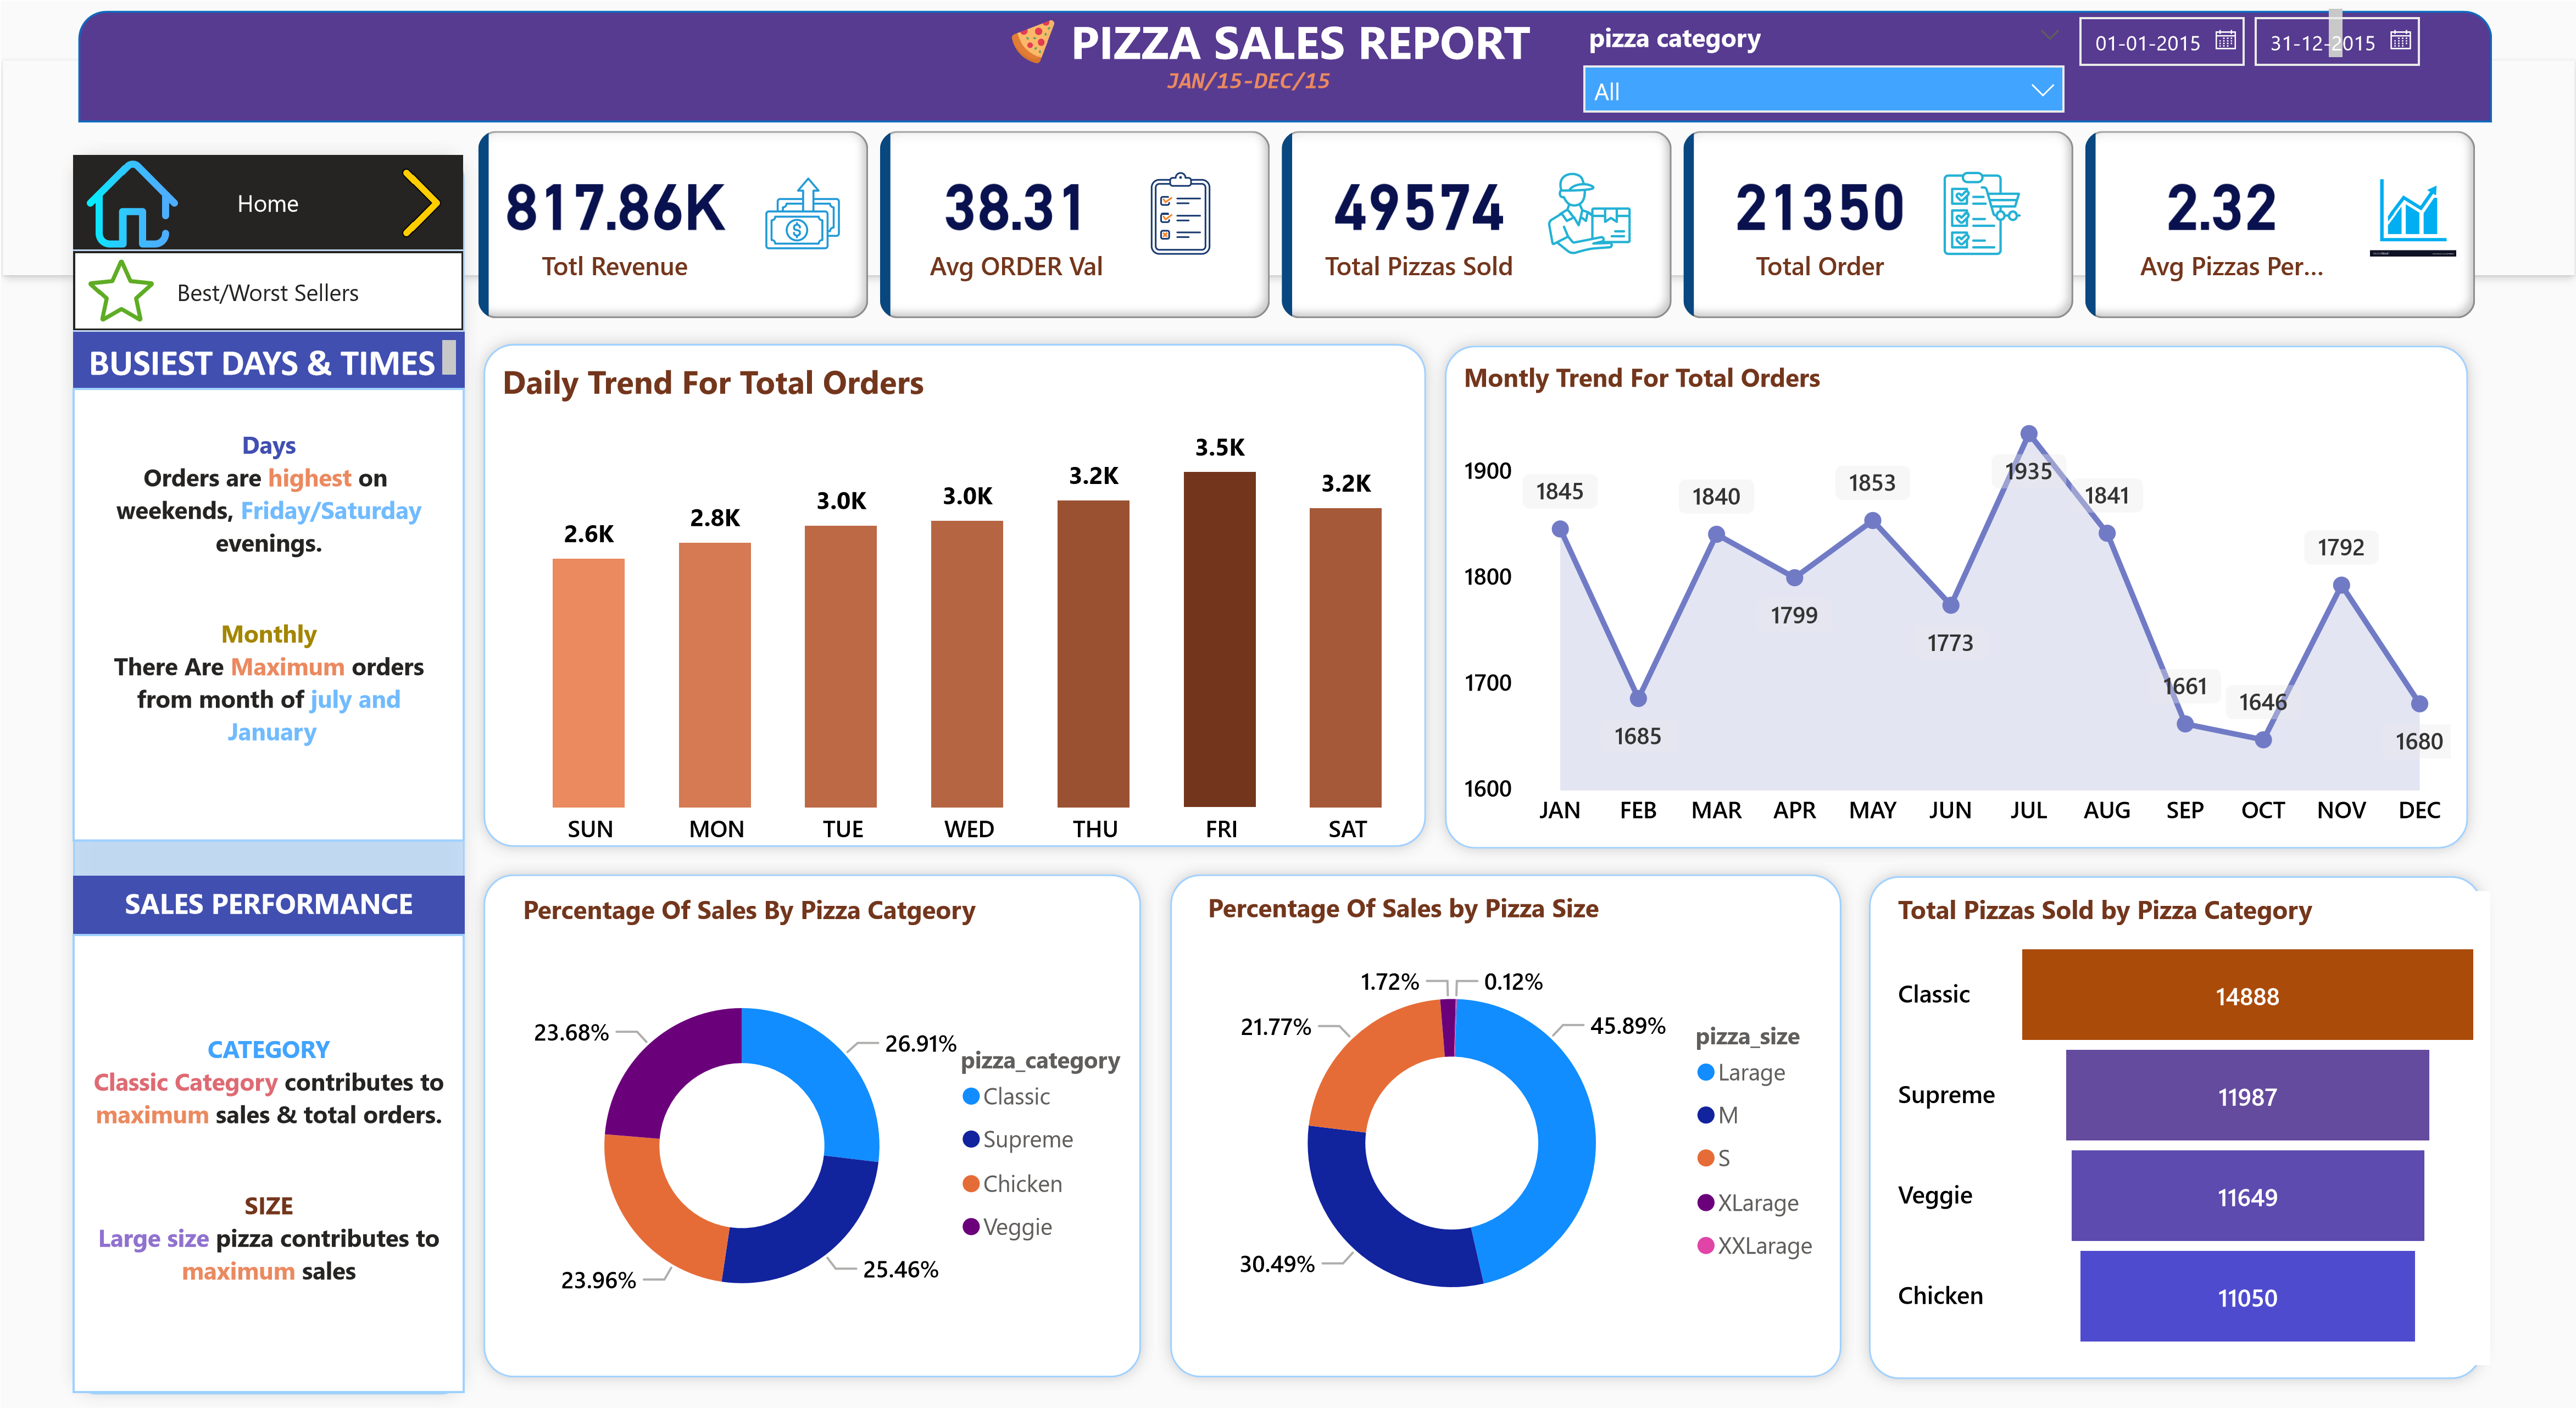 PIZZA SALES REPORT
JAN/15-DEC/15
pizza category
All
01-01-2015
31-12-2015
Home
Best/Worst Sellers
817.86K
Totl Revenue
38.31
Avg ORDER Val
49574
Total Pizzas Sold
21350
Total Order
2.32
Avg Pizzas Per...
BUSIEST DAYS & TIMES
Days
Orders are highest on
weekends, Friday/Saturday
evenings.
Monthly
There Are Maximum orders
from month of july and
January
Daily Trend For Total Orders
2.6K
2.8K
3.0K
3.0K
3.2K
3.5K
3.2K
SUN
MON
TUE
WED
THU
FRI
SAT
Montly Trend For Total Orders
1900
1800
1700
1600
1845
1685
1840
1799
1853
1773
1935
1841
1661
1646
1792
1680
JAN
FEB
MAR
APR
MAY
JUN
JUL
AUG
SEP
OCT
NOV
DEC
SALES PERFORMANCE
CATEGORY
Classic Category contributes to
maximum sales & total orders.
SIZE
Large size pizza contributes to
maximum sales
Percentage Of Sales By Pizza Catgeory
23.68%
26.91%
23.96%
25.46%
pizza_category
Classic
Supreme
Chicken
Veggie
Percentage Of Sales by Pizza Size
1.72%
0.12%
21.77%
45.89%
30.49%
pizza_size
Larage
M
S
XLarage
XXLarage
Total Pizzas Sold by Pizza Category
Classic
14888
Supreme
11987
Veggie
11649
Chicken
11050